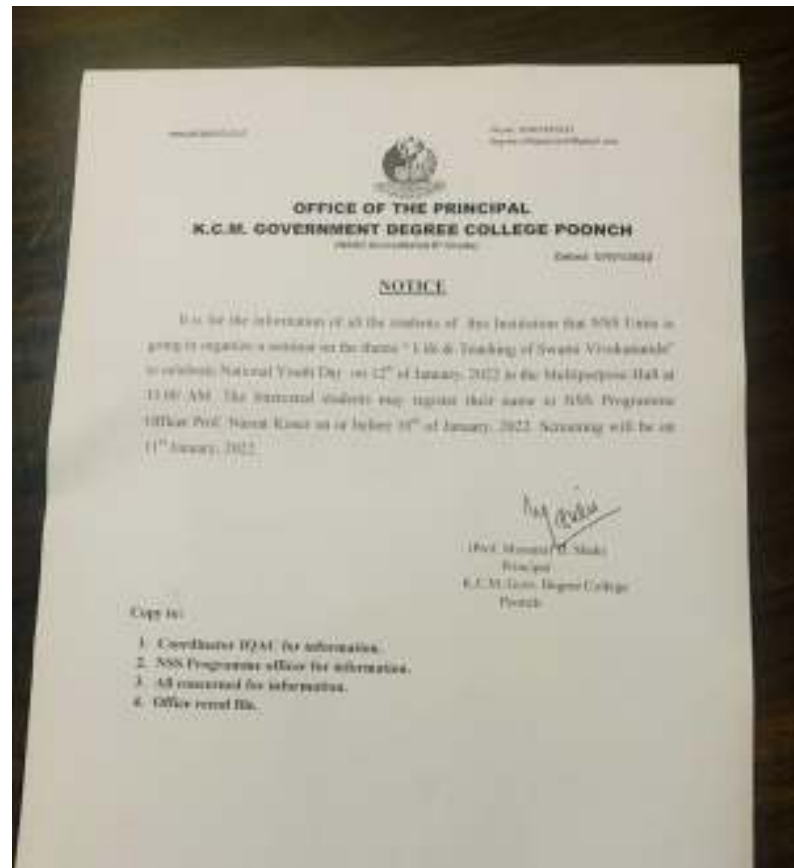 OFFICE OF THE PRINCIPAL
K.C.M. GOVERNMENT DEGREE COLLEGE POONCH
Dated:
NOTICE
It is for the information of all the students of this Institution that NSS Units is
going to organize a seminar on the theme " Life & Teaching of Swami Vivekananda"
to celebrate National Youth Day on 12th of January, 2022 in the Multipurpose Hall at
11:00 AM. The Interested students may register their name to NSS Programme
Officer Prof. Kouser on or before 10th of January, 2022. Screening will be on
11th January, 2022
Principal
K.C.M. Govt. Degree College
Poonch
Copy to:
1. Coordinator IQAC for information.
2. NSS Programme officer for information.
3. All concerned for information.
4. Office record file.